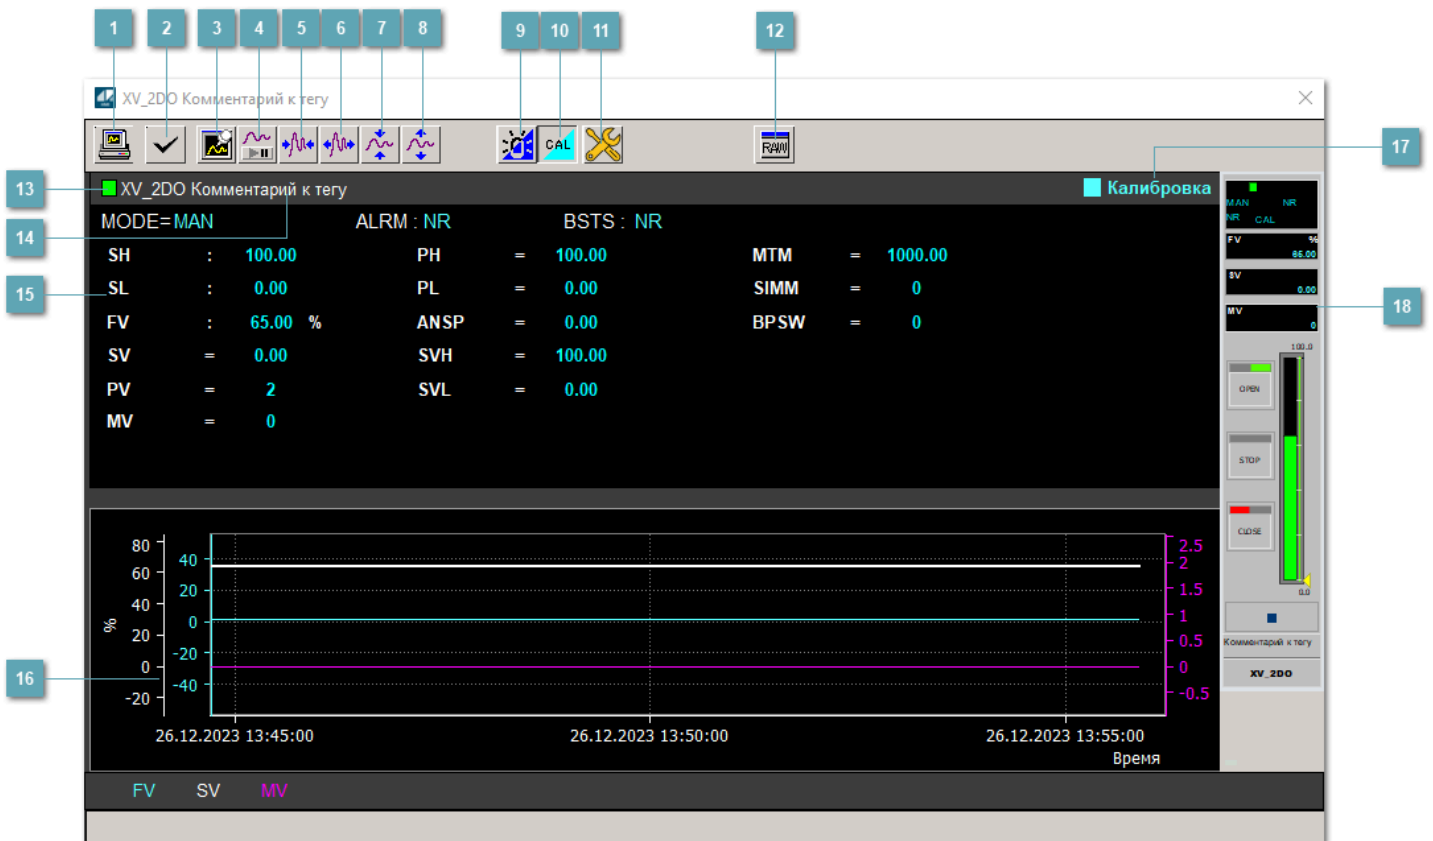 1 2 3 4 5 6 7 8 9 10 11 12
XV_2DO Комментарий к тегу
CAL RAW
17
13
XV_2DO Комментарий к тегу Калибровка
MODE=MAN ALRM : NR BSTS : NR
14
SH : 100.00 PH = 100.00 MTM = 1000.00
15
SL : 0.00 PL = 0.00 SIMM = 0
FV : 65.00 % ANSP = 0.00 BPSW = 0
SV = 0.00 SVH = 100.00
PV = 2 SVL = 0.00
MV = 0
MAN NR
NR CAL
FV %
65.00
SV
0.00
MV
0
18
100.0
OPEN
STOP
CLOSE
0.0
Комментарий к тегу
XV_2DO
16
%
80
60
40
20
0
-20
40
20
0
-20
-40
2.5
2
1.5
1
0.5
0
-0.5
26.12.2023 13:45:00 26.12.2023 13:50:00 26.12.2023 13:55:00
Время
FV SV MV